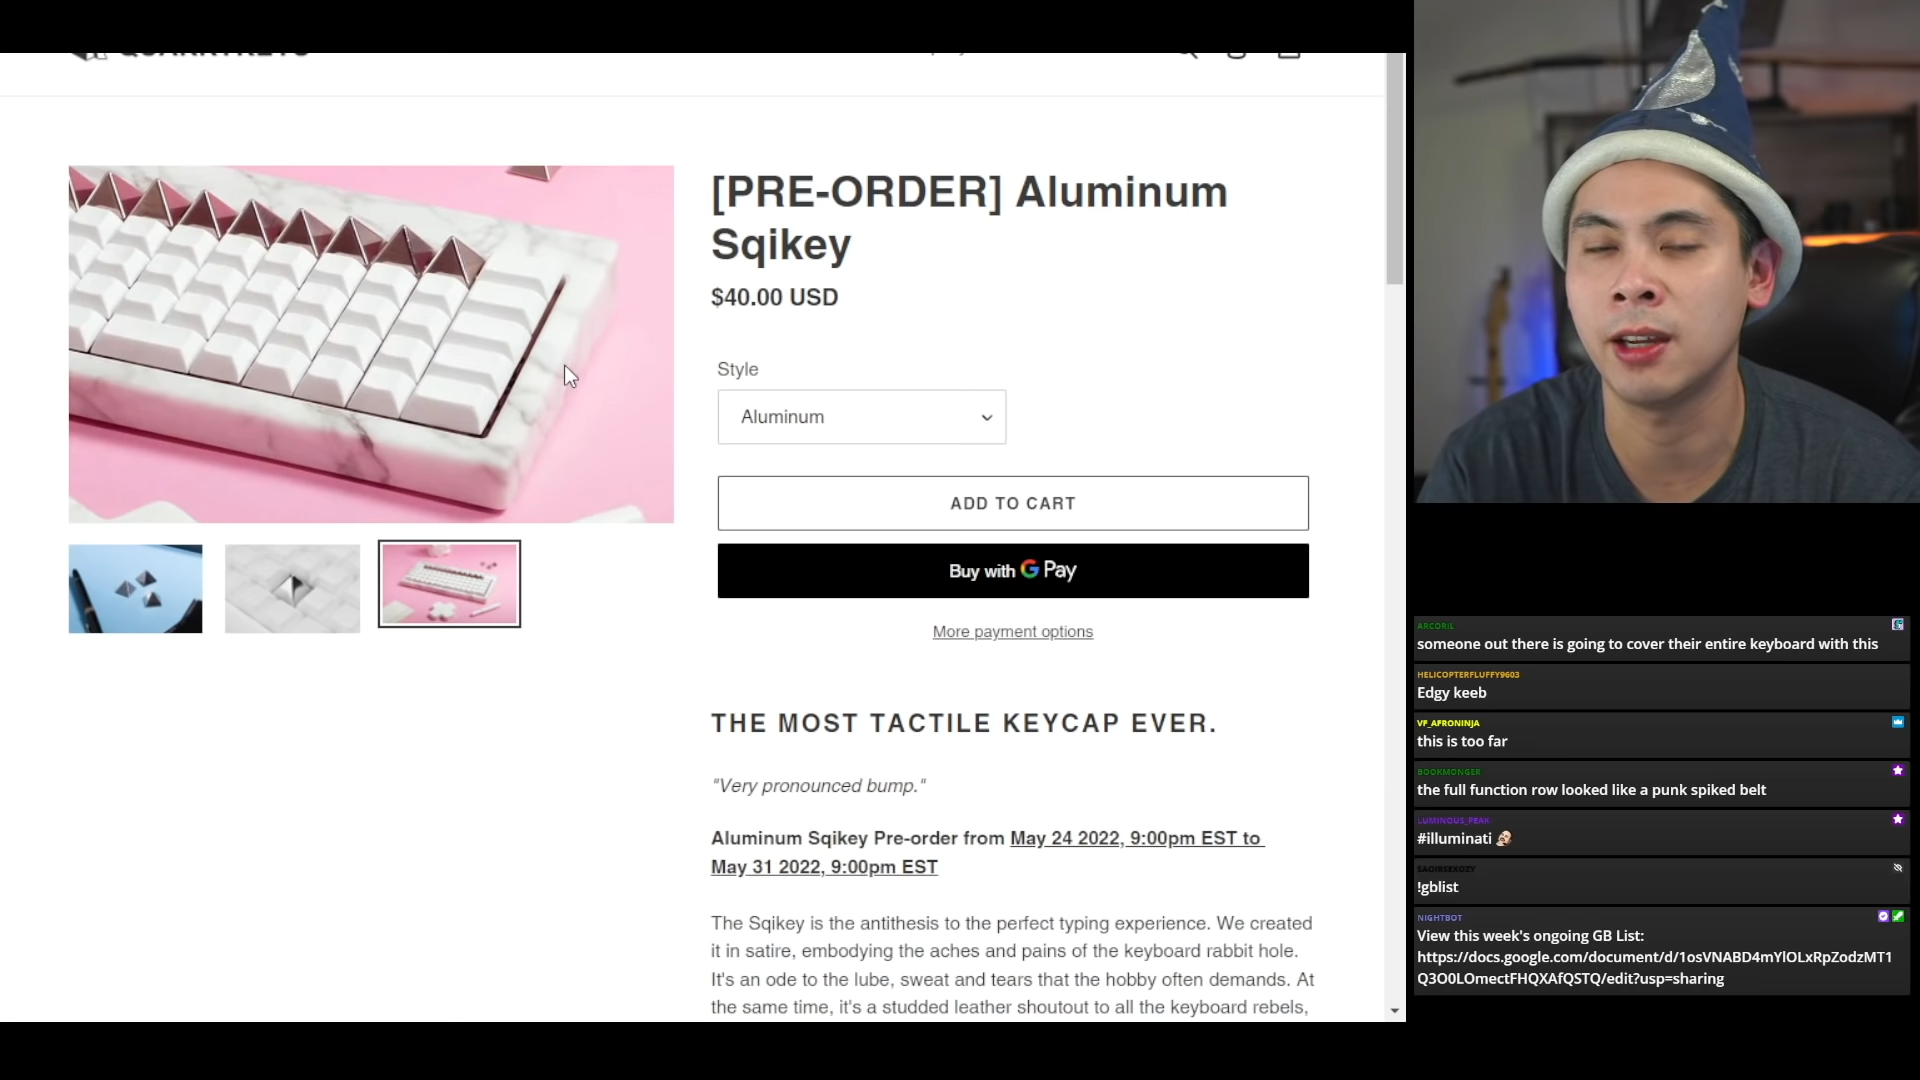 [PRE-ORDER] Aluminum
Sqikey
$40.00 USD
Style
Aluminum
ADD TO CART
Buy with G Pay
More payment options
THE MOST TACTILE KEYCAP EVER.
"Very pronounced bump."
Aluminum Sqikey Pre-order from May 24 2022, 9:00pm EST to
May 31 2022, 9:00pm EST
The Sqikey is the antithesis to the perfect typing experience. We created
it in satire, embodying the aches and pains of the keyboard rabbit hole.
It's an ode to the lube, sweat and tears that the hobby often demands. At
the same time, it's a studded leather shoutout to all the keyboard rebels,
ARCORIL
someone out there is going to cover their entire keyboard with this
HELICOPTERFLUFFY9603
Edgy keeb
VF_AFRONINJA
this is too far
BOOKMONGER
the full function row looked like a punk spiked belt
LUMINOUS_PEAK
#illuminati
!gblist
NIGHTBOT
View this week's ongoing GB List:
https://docs.google.com/document/d/1osVNABD4mYlOLxRpZodzMT1
Q3O0LOmectFHQXAfQSTQ/edit?usp=sharing